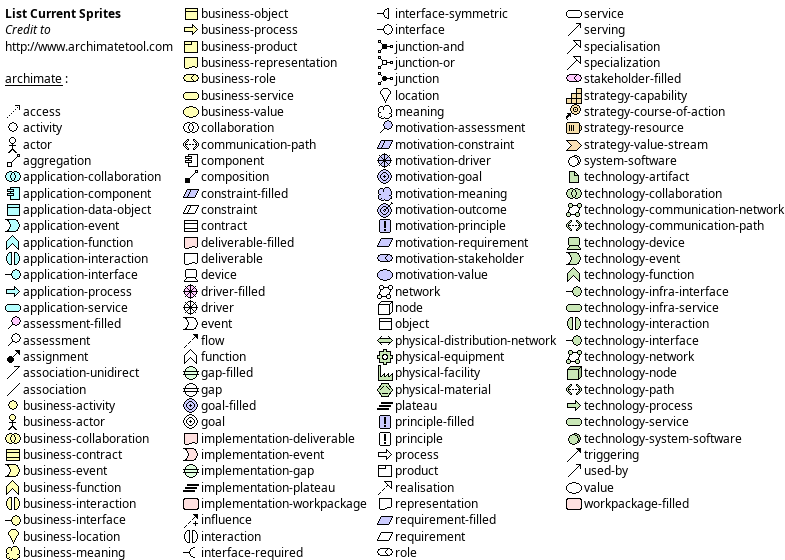 List Current Sprites
Credit to
http://www.archimatetool.com
archimate :
access
activity
actor
aggregation
application-collaboration
application-component
application-data-object
application-event
application-function
application-interaction
application-interface
application-process
application-service
assessment-filled
assessment
assignment
association-unidirect
association
business-activity
business-actor
business-collaboration
business-contract
business-event
business-function
business-interaction
business-interface
business-location
business-meaning
business-object
business-process
business-product
business-representation
business-role
business-service
business-value
collaboration
communication-path
component
composition
constraint-filled
constraint
contract
deliverable-filled
deliverable
device
driver-filled
driver
event
flow
function
gap-filled
gap
goal-filled
goal
implementation-deliverable
implementation-event
implementation-gap
implementation-plateau
implementation-workpackage
influence
interaction
interface-required
interface-symmetric
interface
junction-and
junction-or
junction
location
meaning
motivation-assessment
motivation-constraint
motivation-driver
motivation-goal
motivation-meaning
motivation-outcome
motivation-principle
motivation-requirement
motivation-stakeholder
motivation-value
network
node
object
physical-distribution-network
physical-equipment
physical-facility
physical-material
plateau
principle-filled
principle
process
product
realisation
representation
requirement-filled
requirement
role
service
serving
specialisation
specialization
stakeholder-filled
strategy-capability
strategy-course-of-action
strategy-resource
strategy-value-stream
system-software
technology-artifact
technology-collaboration
technology-communication-network
technology-communication-path
technology-device
technology-event
technology-function
technology-infra-interface
technology-infra-service
technology-interaction
technology-interface
technology-network
technology-node
technology-path
technology-process
technology-service
technology-system-software
triggering
used-by
value
workpackage-filled